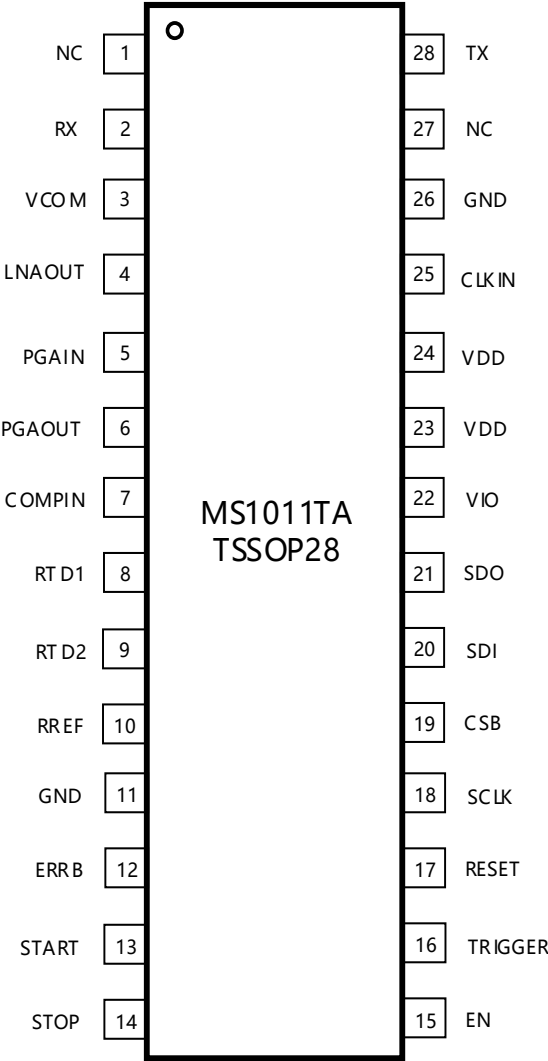 NC 1 28 TX
RX 2 27 NC
VCOM 3 26 GND
LNAOUT 4 25 CLKIN
PGAIN 5 24 VDD
PGAOUT 6 23 VDD
COMPIN 7 22 VIO
MS1011TA
TSSOP28
RTD1 8 21 SDO
RTD2 9 20 SDI
RREF 10 19 CSB
GND 11 18 SCLK
ERRB 12 17 RESET
START 13 16 TRIGGER
STOP 14 15 EN